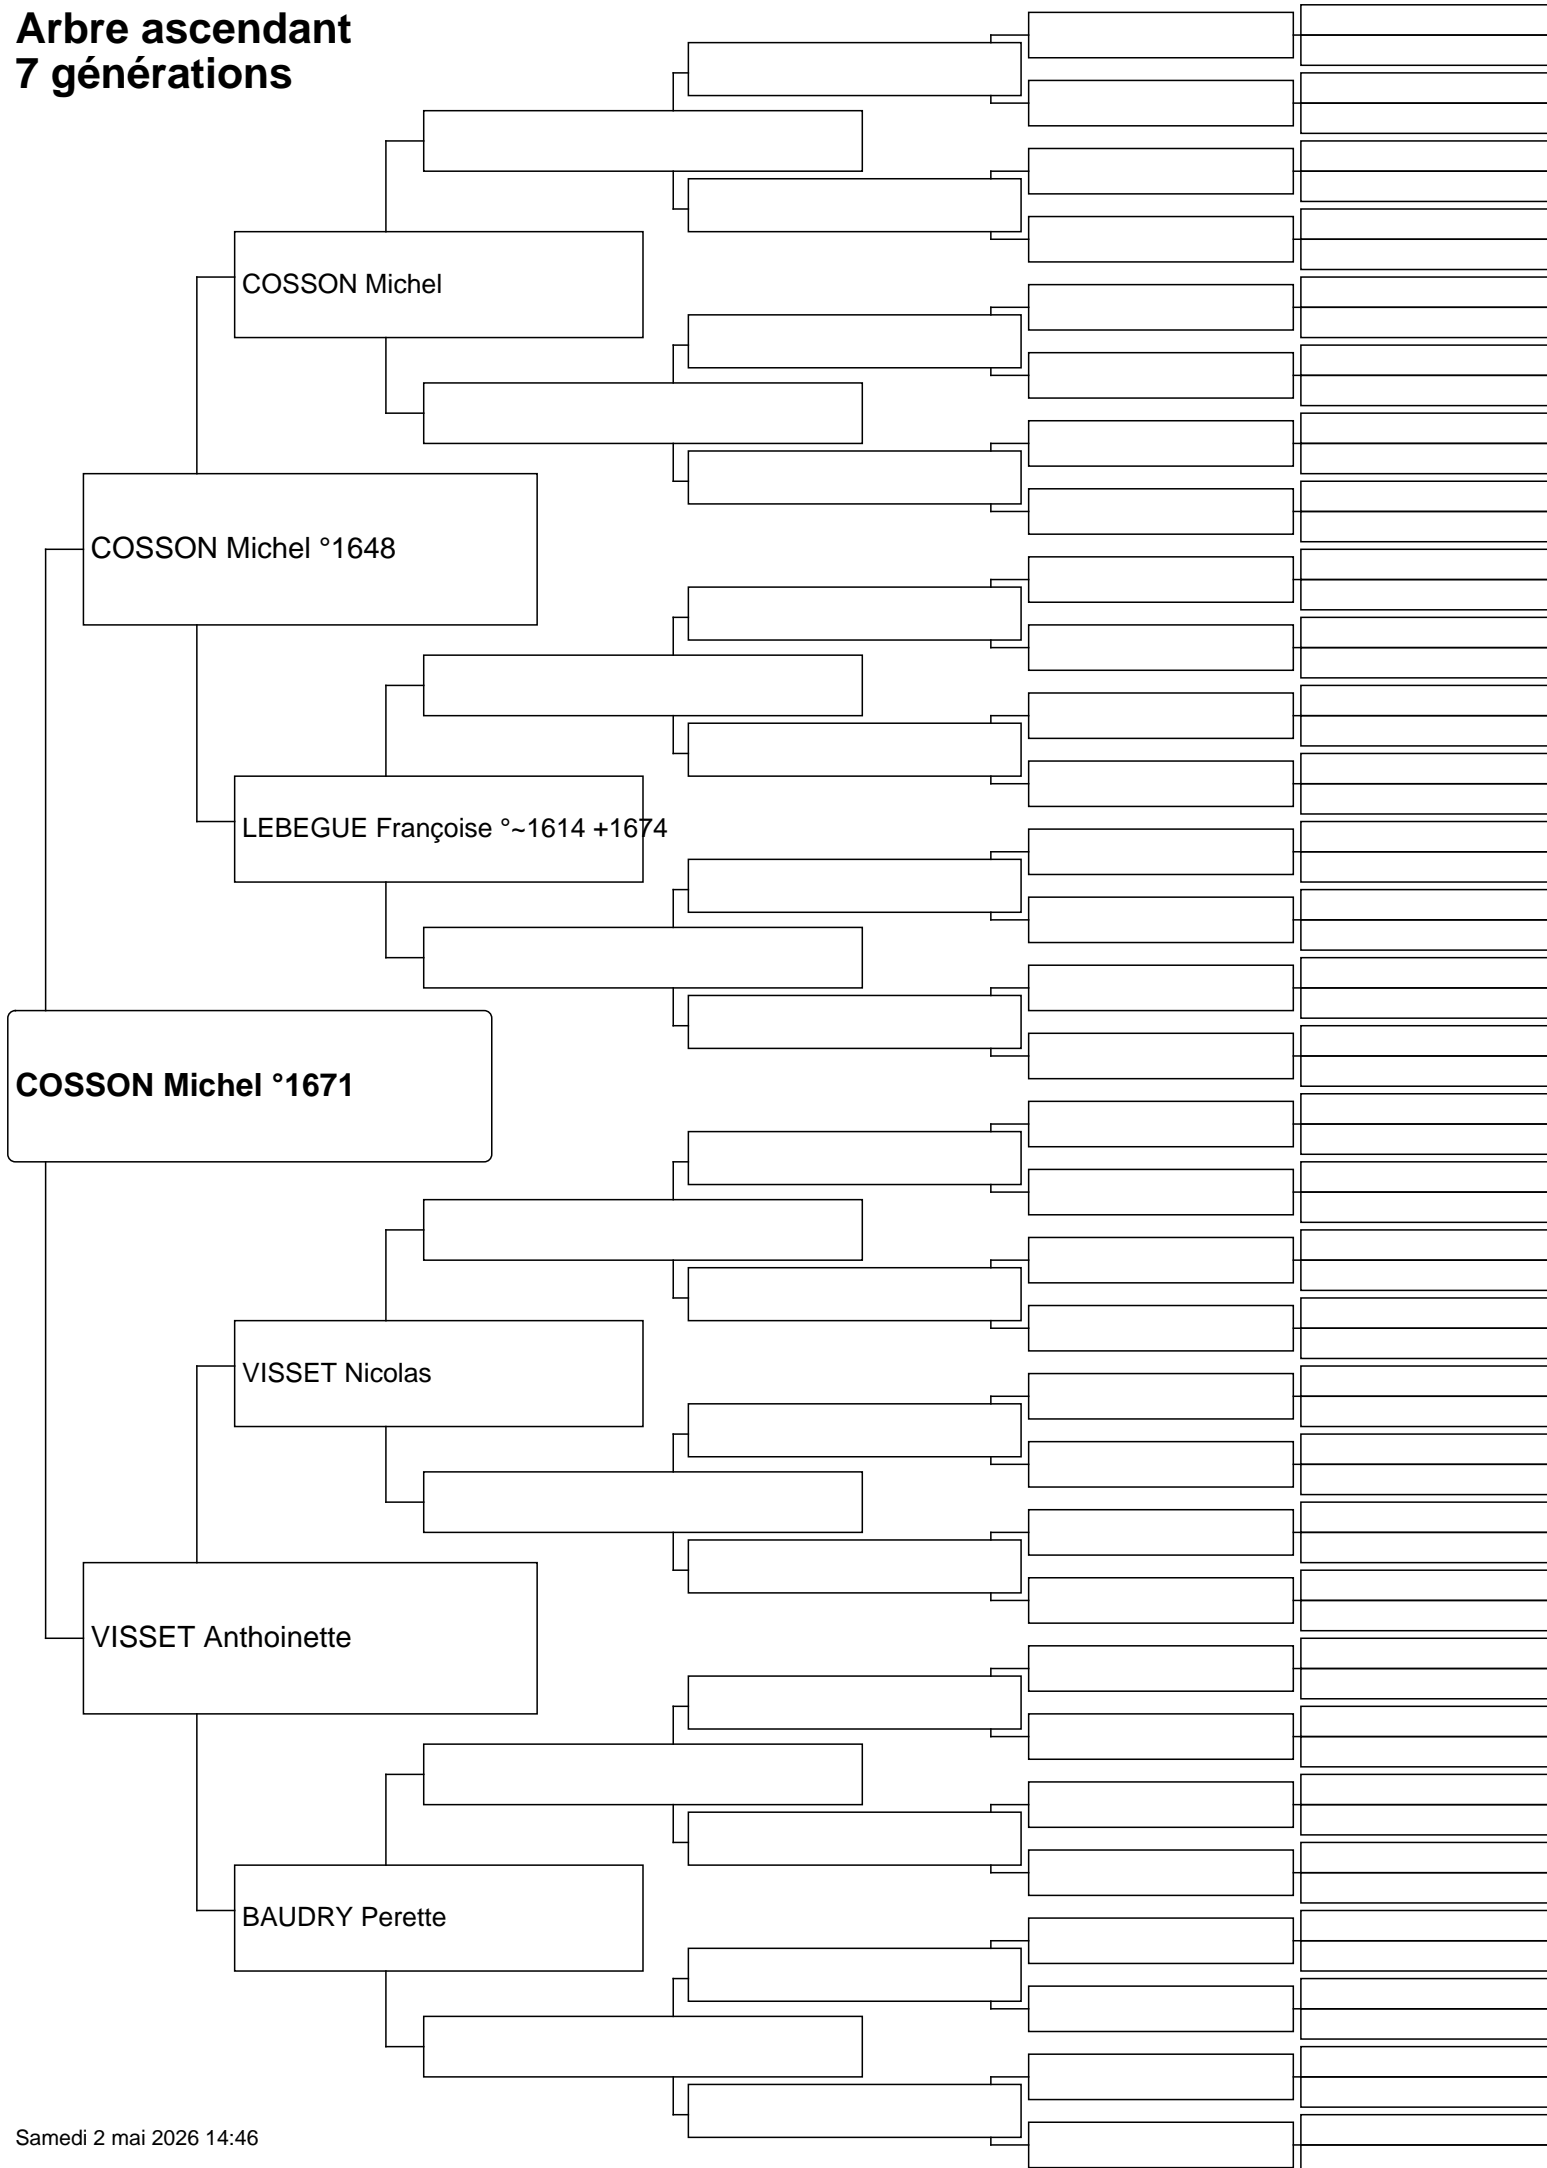 Arbre ascendant
7 générations
COSSON Michel
COSSON Michel °1648
LEBEGUE Françoise °~1614 +1674
COSSON Michel °1671
VISSET Nicolas
VISSET Anthoinette
BAUDRY Perette
Samedi 2 mai 2026 14:46